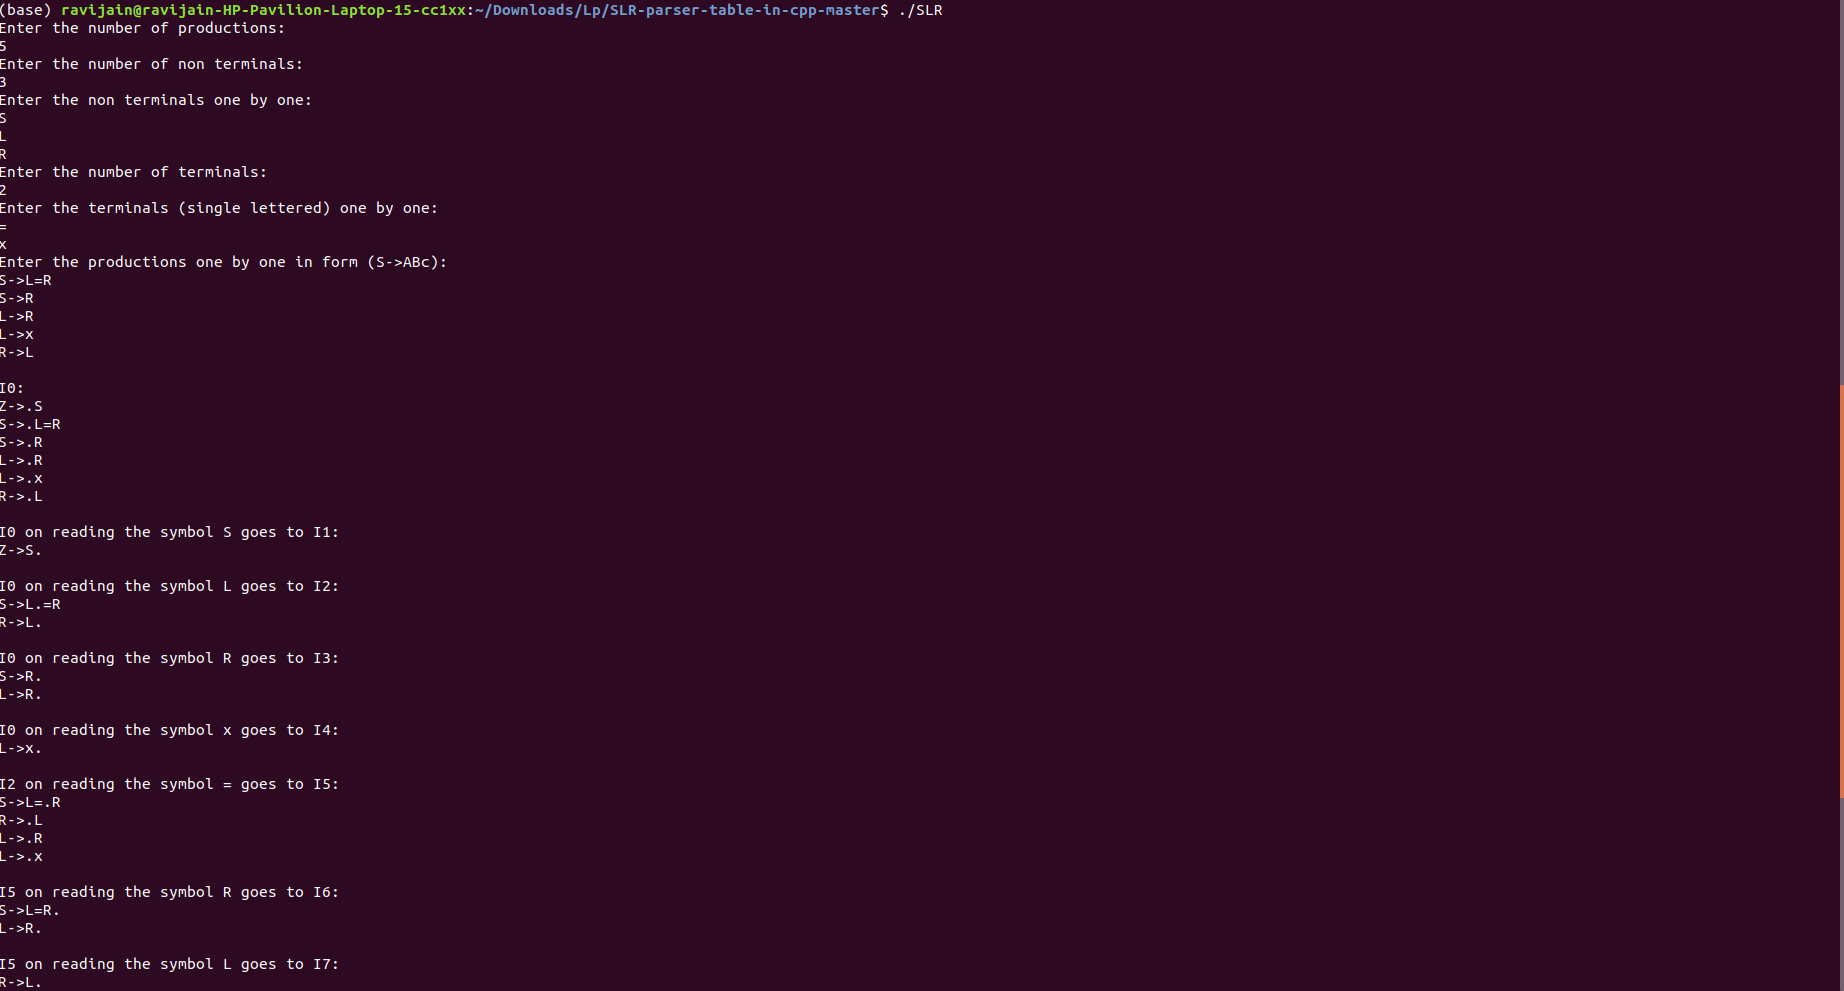 (base) ravijain@ravijain-HP-Pavilion-Laptop-15-cc1xx:~/Downloads/Lp/SLR-parser-table-in-cpp-master$ ./SLR
Enter the number of productions:
5
Enter the number of non terminals:
3
Enter the non terminals one by one:
S
L
R
Enter the number of terminals:
2
Enter the terminals (single lettered) one by one:
=
x
Enter the productions one by one in form (S->ABc):
S->L=R
S->R
L->R
L->x
R->L
I0:
Z->.S
S->.L=R
S->.R
L->.R
L->.x
R->.L
I0 on reading the symbol S goes to I1:
Z->S.
I0 on reading the symbol L goes to I2:
S->L.=R
R->L.
I0 on reading the symbol R goes to I3:
S->R.
L->R.
I0 on reading the symbol x goes to I4:
L->x.
I2 on reading the symbol = goes to I5:
S->L=.R
R->.L
L->.R
L->.x
I5 on reading the symbol R goes to I6:
S->L=R.
L->R.
I5 on reading the symbol L goes to I7:
R->L.